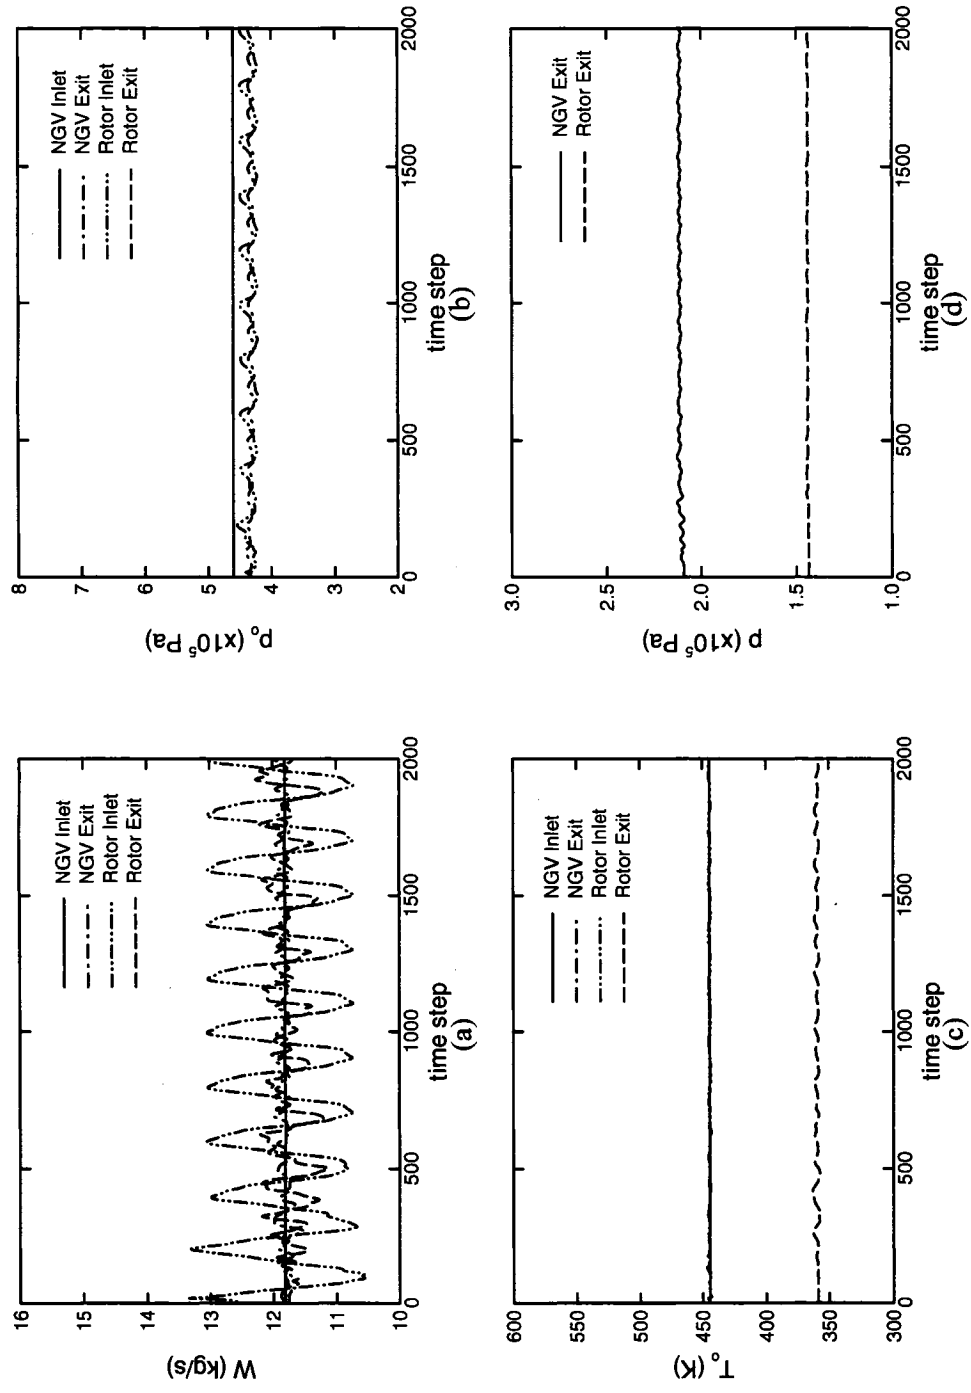 W (kg/s)
16
15
14
13
12
11
10
NGV Inlet
NGV Exit
Rotor Inlet
Rotor Exit
0
500
1000
1500
2000
time step
(a)
pₒ (x10⁵ Pa)
8
7
6
5
4
3
2
NGV Inlet
NGV Exit
Rotor Inlet
Rotor Exit
0
500
1000
1500
2000
time step
(b)
Tₒ (K)
600
550
500
450
400
350
300
NGV Inlet
NGV Exit
Rotor Inlet
Rotor Exit
0
500
1000
1500
2000
time step
(c)
p (x10⁵ Pa)
3.0
2.5
2.0
1.5
1.0
NGV Exit
Rotor Exit
0
500
1000
1500
2000
time step
(d)